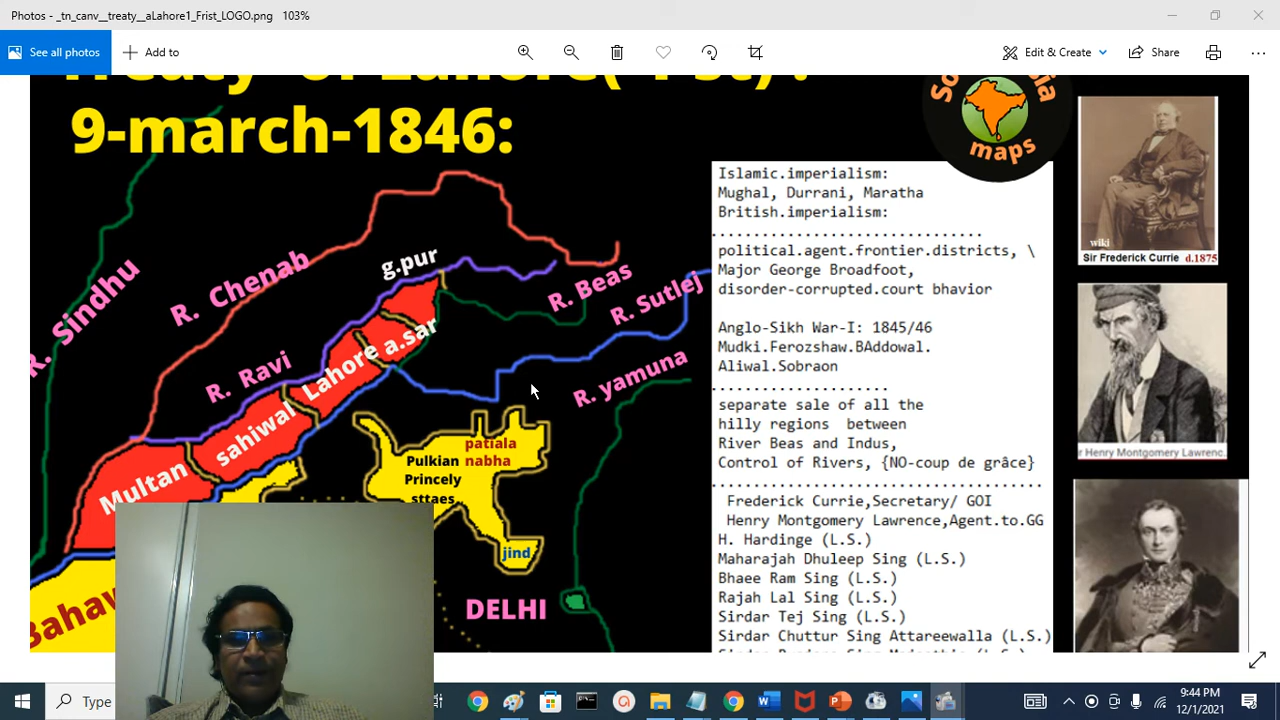 Photos - _tn_canv__treaty__aLahore1_Frist_LOGO.png   103%
See all photos
Add to
Edit & Create
Share
Treaty of Lahore(
9-march-1846:
maps
R. Sindhu
R. Chenab
g.pur
R. Beas
R. Sutlej
R. Ravi
Lahore
a.sar
R. yamuna
sahiwal
Multan
patiala
nabha
Pulkian
Princely
sttaes
jind
DELHI
Islamic.imperialism:
Mughal, Durrani, Maratha
British.imperialism:
political.agent.frontier.districts, \
Major George Broadfoot,
disorder-corrupted.court bhavior
Anglo-Sikh War-I: 1845/46
Mudki.Ferozshaw.BAddowal.
Aliwal.Sobraon
separate sale of all the
hilly regions  between
River Beas and Indus,
Control of Rivers, {NO-coup de grâce}
Frederick Currie,Secretary/ GOI
Henry Montgomery Lawrence,Agent.to.GG
H. Hardinge (L.S.)
Maharajah Dhuleep Sing (L.S.)
Bhaee Ram Sing (L.S.)
Rajah Lal Sing (L.S.)
Sirdar Tej Sing (L.S.)
Sirdar Chuttur Sing Attareewalla (L.S.)
wiki
Sir Frederick Currie d.1875
r Henry Montgomery Lawrenc.
Type
9:44 PM
12/1/2021